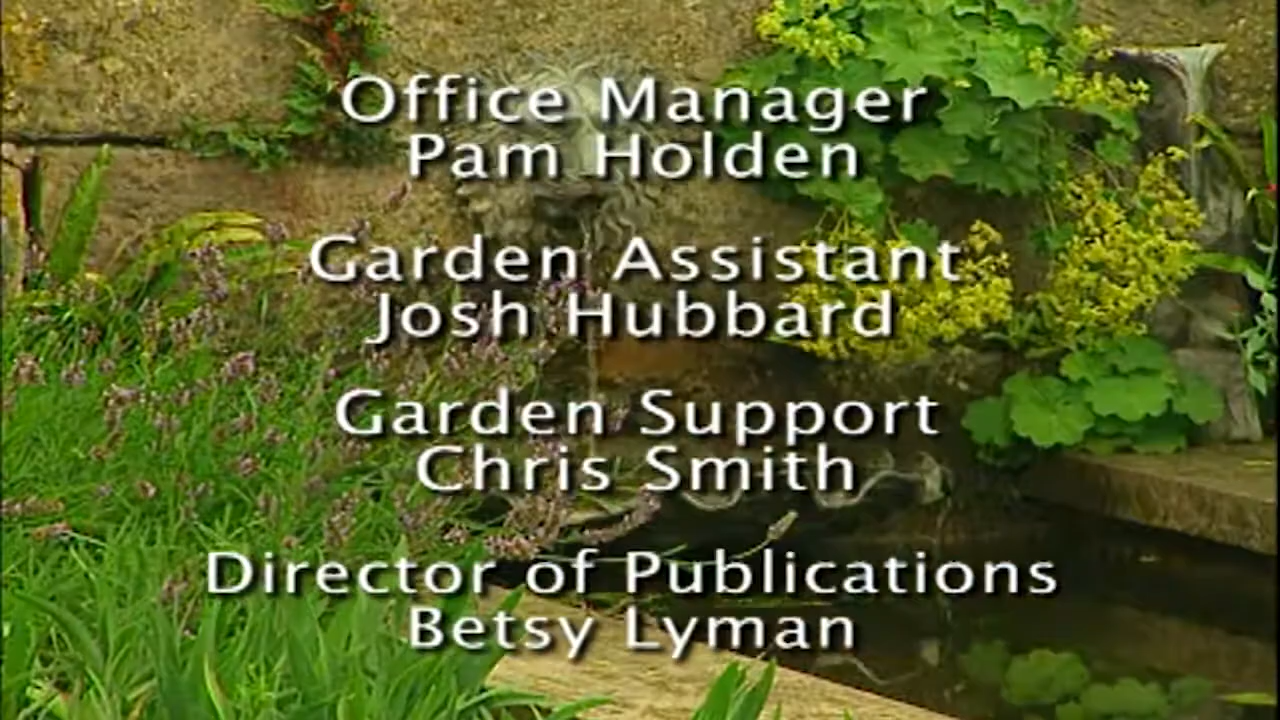 Office Manager
Pam Holden
Garden Assistant
Josh Hubbard
Garden Support
Chris Smith
Director of Publications
Betsy Lyman